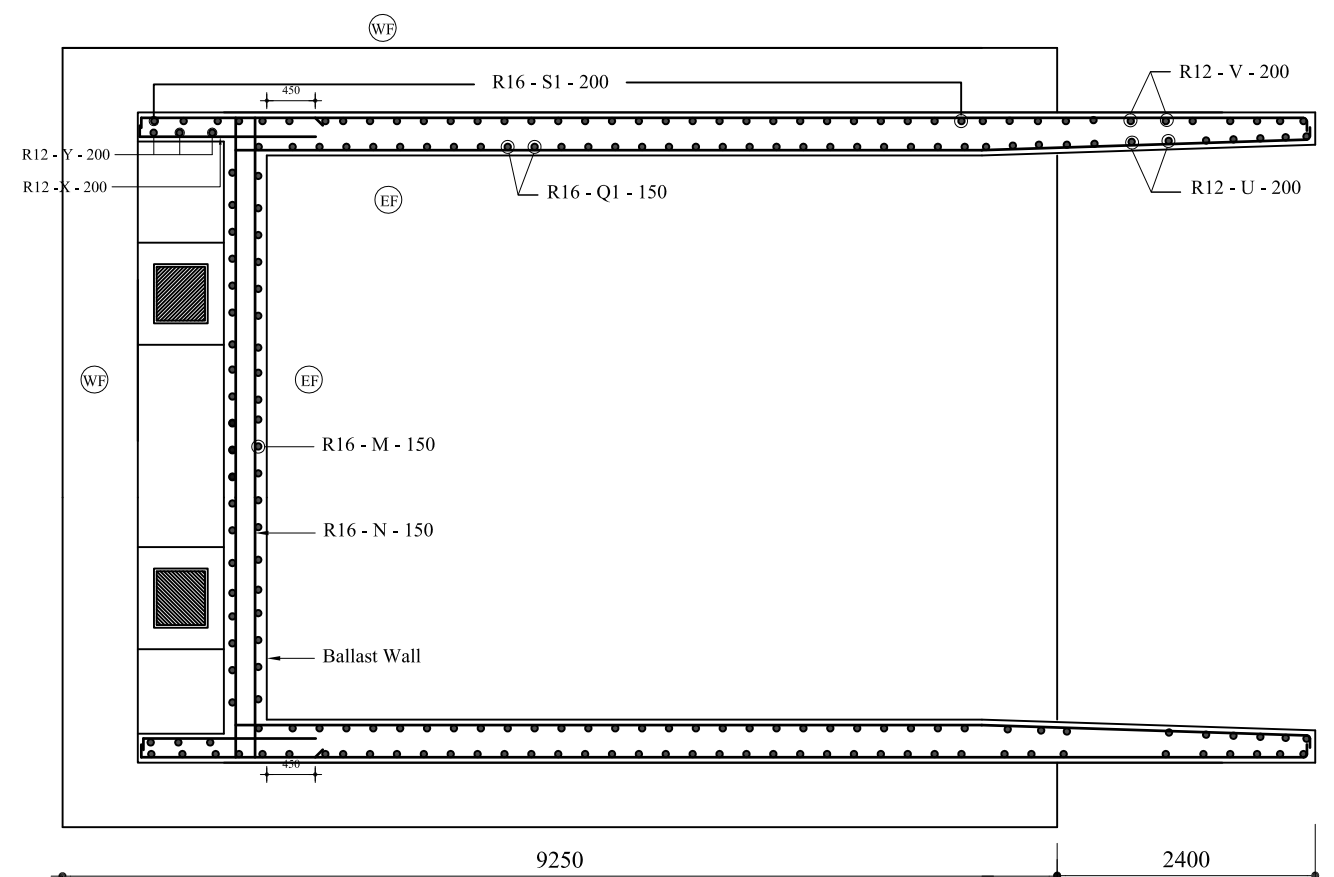 WF
R16 - S1 - 200
R12 - V - 200
450
R12 - Y - 200
R12 -X - 200
R16 - Q1 - 150
R12 - U - 200
EF
WF
EF
R16 - M - 150
R16 - N - 150
Ballast Wall
450
9250
2400